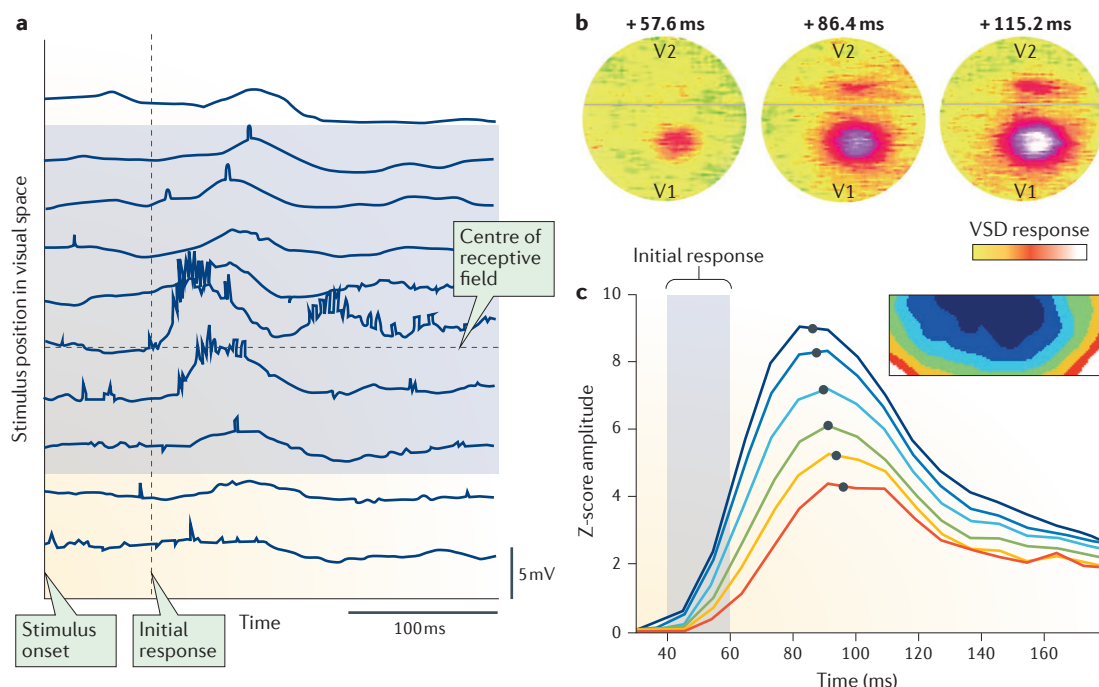 a
Stimulus position in visual space
Centre of
receptive
field
5 mV
Stimulus
onset
Initial
response
Time
100 ms
b
+ 57.6 ms
+ 86.4 ms
+ 115.2 ms
V2
V2
V2
V1
V1
V1
VSD response
Initial response
c
10
8
6
4
2
0
Z-score amplitude
40
60
80
100
120
140
160
Time (ms)